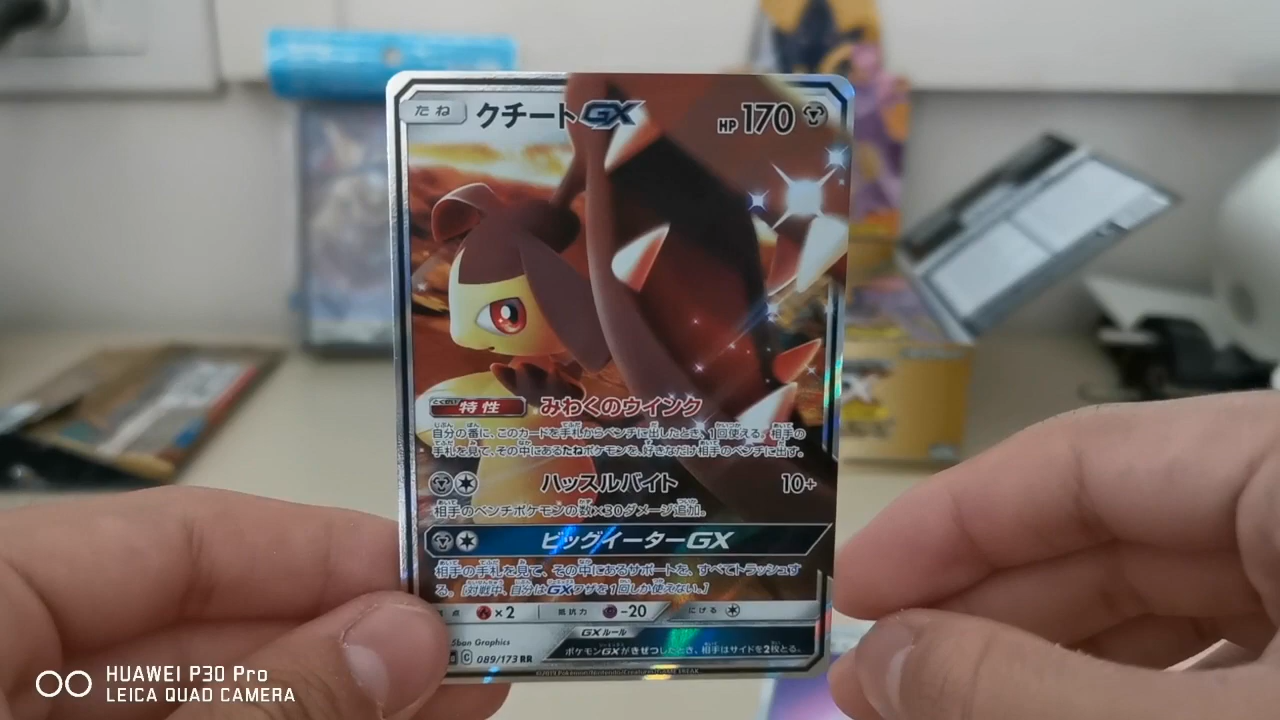 たね クチートGX HP170
特性 みわくのウインク
自分の番に、このカードを手札からベンチに出したとき、1回使える。相手の
手札を見て、その中にあるたねポケモンを、好きなだけ相手のベンチに出す。
ハッスルバイト 10+
相手のベンチポケモンの数×30ダメージ追加。
ビッグイーターGX
相手の手札を見て、その中にあるサポートを、すべてトラッシュす
る。[対戦中、自分はGXワザを1回しか使えない。]
点 ×2 抵抗力 -20 にげる
5ban Graphics
C 089/173 RR
GXルール
ポケモンGXがきぜつしたとき、相手はサイドを2枚とる。
HUAWEI P30 Pro
LEICA QUAD CAMERA